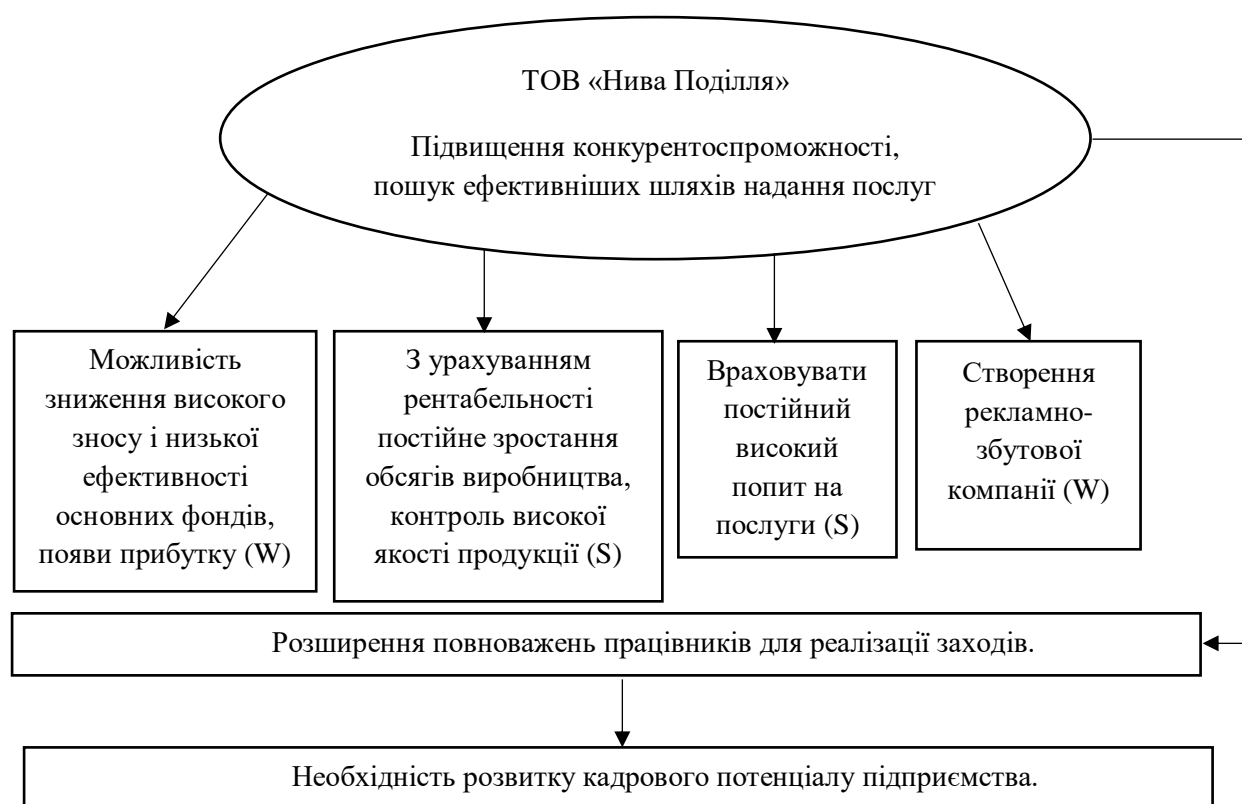 ТОВ «Нива Поділля»
Підвищення конкурентоспроможності,
пошук ефективніших шляхів надання послуг
Можливість
зниження високого
зносу і низької
ефективності
основних фондів,
появи прибутку (W)
З урахуванням
рентабельності
постійне зростання
обсягів виробництва,
контроль високої
якості продукції (S)
Враховувати
постійний
високий
попит на
послуги (S)
Створення
рекламно-
збутової
компанії (W)
Розширення повноважень працівників для реалізації заходів.
Необхідність розвитку кадрового потенціалу підприємства.